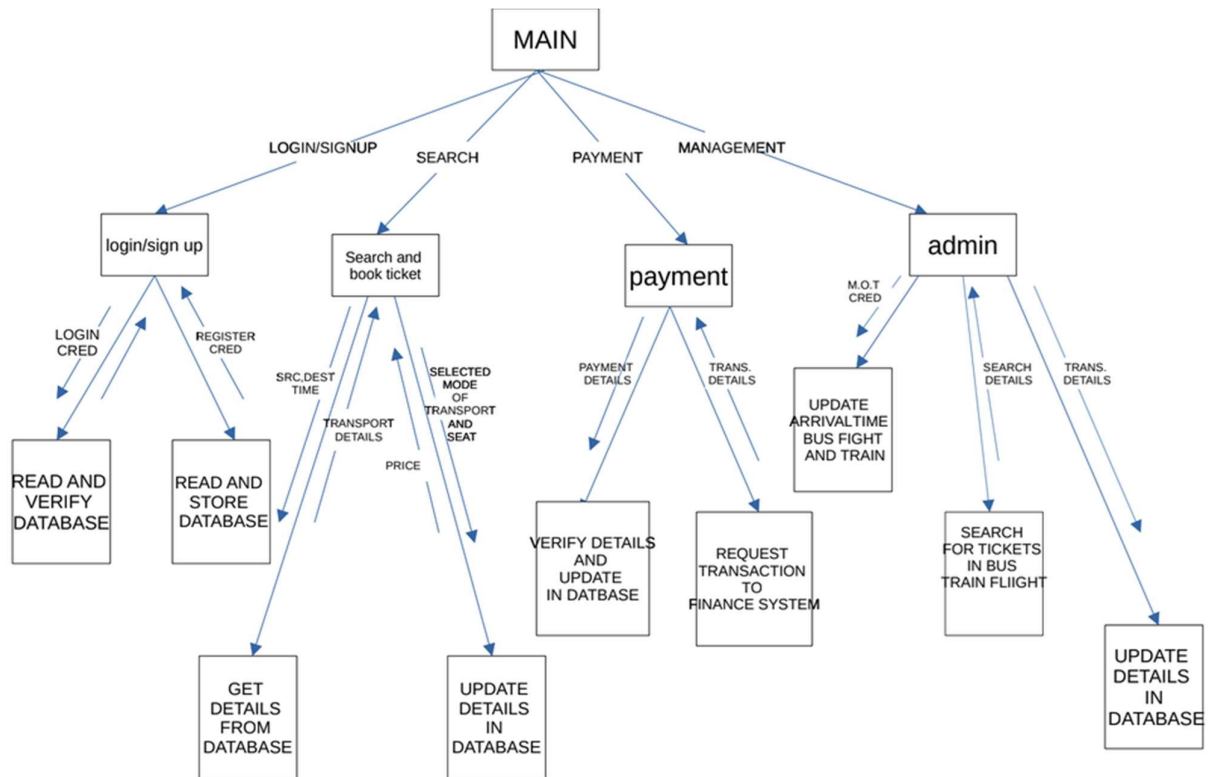 MAIN
LOGIN/SIGNUP
SEARCH
PAYMENT
MANAGEMENT
login/sign up
Search and
book ticket
payment
admin
LOGIN
CRED
REGISTER
CRED
SRC,DEST
TIME
TRANSPORT
DETAILS
PRICE
SELECTED
MODE
OF
TRANSPORT
AND
SEAT
PAYMENT
DETAILS
TRANS.
DETAILS
M.O.T
CRED
SEARCH
DETAILS
TRANS.
DETAILS
READ AND
VERIFY
DATABASE
READ AND
STORE
DATABASE
GET
DETAILS
FROM
DATABASE
UPDATE
DETAILS
IN
DATABASE
VERIFY DETAILS
AND
UPDATE
IN DATBASE
REQUEST
TRANSACTION
TO
FINANCE SYSTEM
UPDATE
ARRIVALTIME
BUS FIGHT
AND TRAIN
SEARCH
FOR TICKETS
IN BUS
TRAIN FLIIGHT
UPDATE
DETAILS
IN
DATABASE